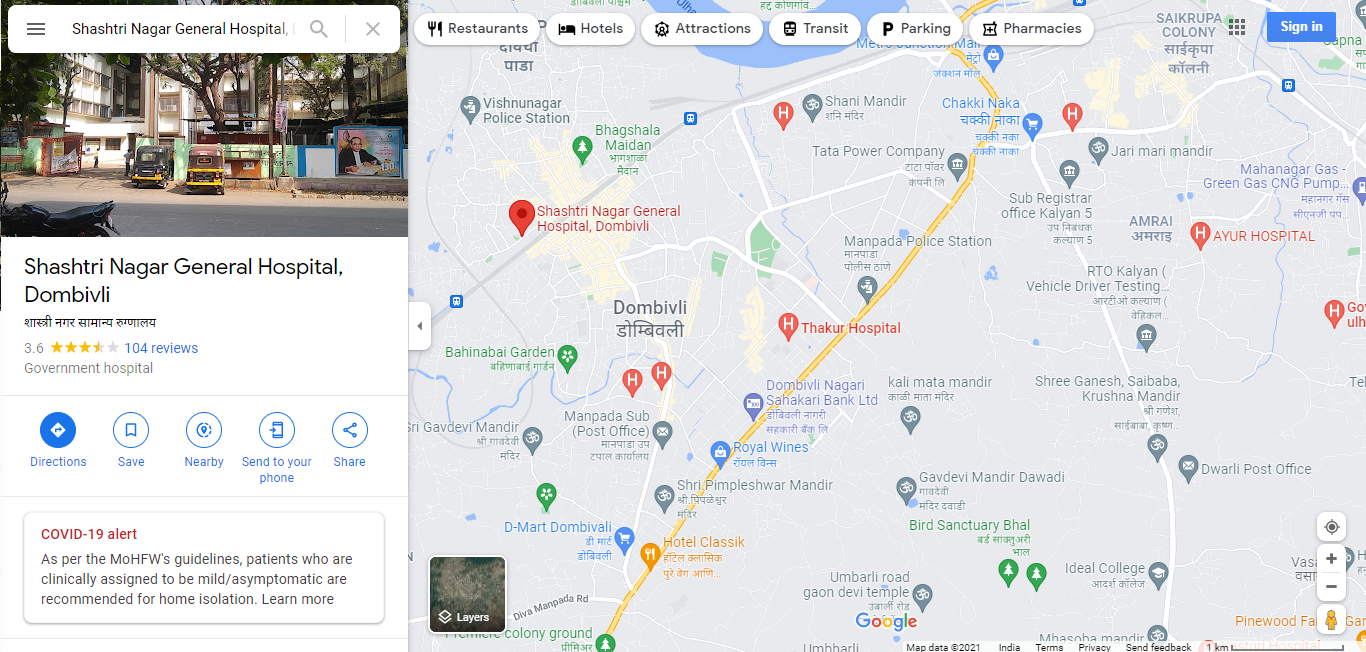 Shashtri Nagar General Hospital,
Restaurants
Hotels
Attractions
Transit
Parking
Pharmacies
Sign in
Shashtri Nagar General Hospital,
Dombivli
शास्त्री नगर सामान्य रुग्णालय
3.6
104 reviews
Government hospital
Directions
Save
Nearby
Send to your
phone
Share
COVID-19 alert
As per the MoHFW's guidelines, patients who are
clinically assigned to be mild/asymptomatic are
recommended for home isolation. Learn more
पाडा
SAIKRUPA
COLONY
साईकृपा
कॉलनी
Metro Junction Mall
मेट्रो
जंक्शन मॉल
Vishnunagar
Police Station
Shani Mandir
शनि मंदिर
Chakki Naka
चक्की नाका
चक्की नका
चक्की नाका
Bhagshala
Maidan
भागशाळा
मैदान
Tata Power Company
टाटा पॉवर
कंपनी लि
Jari mari mandir
Mahanagar Gas -
Green Gas CNG Pump...
महानगर गॅस
सीएनजी पप...
Sub Registrar
office Kalyan 5
उप निबंधक
कल्याण 5
Shashtri Nagar General
Hospital, Dombivli
AMRAI
अमराइ
AYUR HOSPITAL
Manpada Police Station
मानपाडा
पोलीस ठाणे
RTO Kalyan (
Vehicle Driver Testing...
आरटीओ कल्याण (
वेहिकल...
Dombivli
डोम्बिवली
Thakur Hospital
Gov
ulh
Bahinabai Garden
बहिणाबाई गार्डन
Dombivli Nagari
Sahakari Bank Ltd
डोंबिवली नागरी
सहकारी बँक लि
kali mata mandir
काळी माता मंदिर
Shree Ganesh, Saibaba,
Krushna Mandir
श्री गणेश,
साईबाबा, कृष्ण...
Manpada Sub
(Post Office)
मानपाडा उप
टपाल कार्यालय
Sri Gavdevi Mandir
श्री गावदेवी
मंदिर
Royal Wines
रॉयल विन्स
Dwarli Post Office
Gavdevi Mandir Dawadi
गावदेवी
मंदिर दवाडी
Shri Pimpleshwar Mandir
श्री पिंपळेश्वर
मंदिर
D-Mart Dombivali
डी मार्ट
डोंबिवली
Bird Sanctuary Bhal
बर्ड सांक्तुअरी
भाल
Hotel Classik
हॉटेल क्लासिक
पुरे वेग आणि...
Ideal College
आदर्श कॉलेज
Umbarli road
gaon devi temple
उंबार्ली रोड
Diva Manpada Rd
Layers
Premiere colony ground
प्रीमिअर
Umbharli
Mhasoba mandir
Google
Map data ©2021
India
Terms
Privacy
Send feedback
1 km